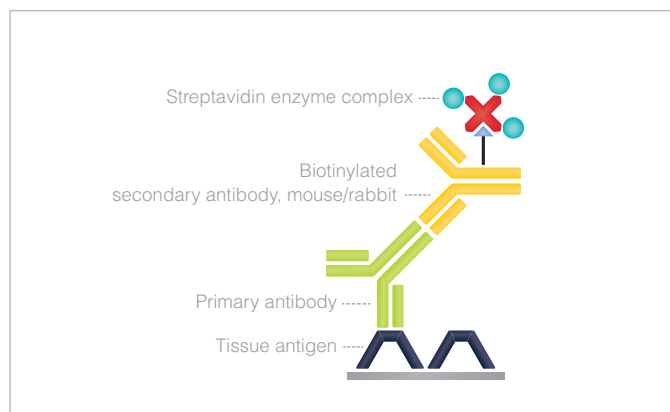 Streptavidin enzyme complex
Biotinylated
secondary antibody, mouse/rabbit
Primary antibody
Tissue antigen